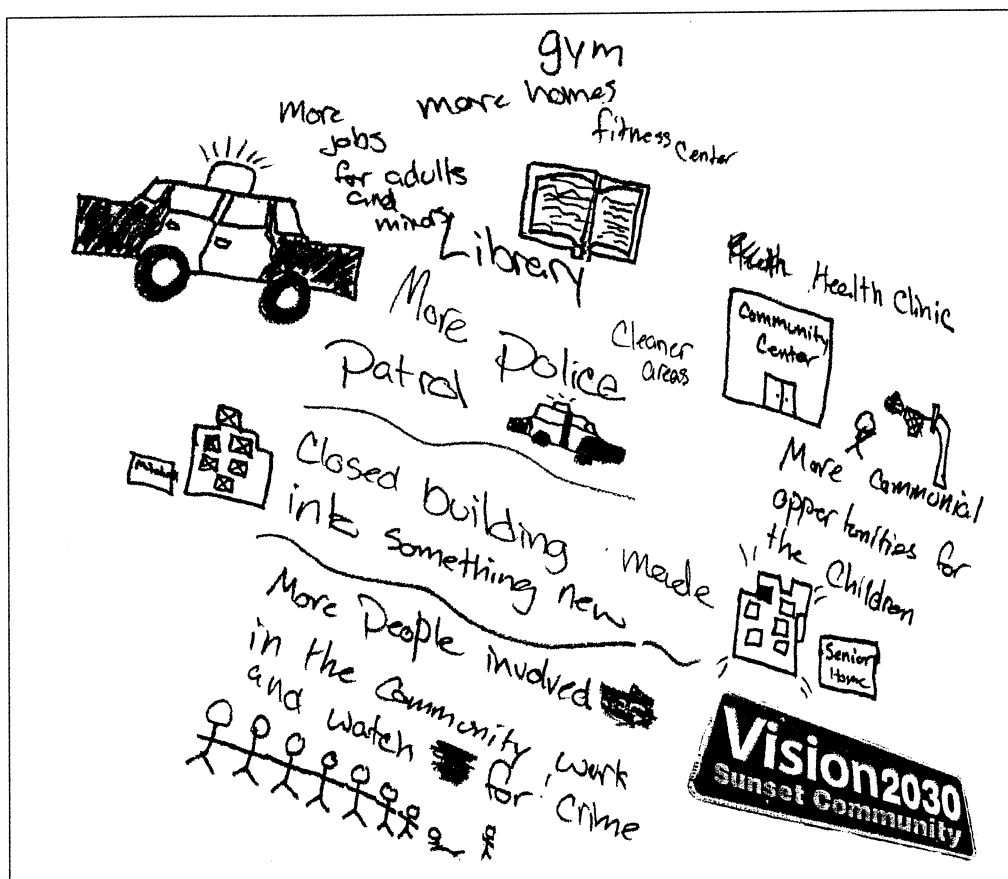 gym
more homes
fitness
Center
More
jobs
for adults
and
minors
Library
Health Clinic
Community
Center
More Police
Patrol
Cleaner
areas
More Communial
opportunities for
the Children
Closed building made
into something new
Senior
Home
More People involved
in the Community, work
and watch for Crime
Vision2030
Sunset Community